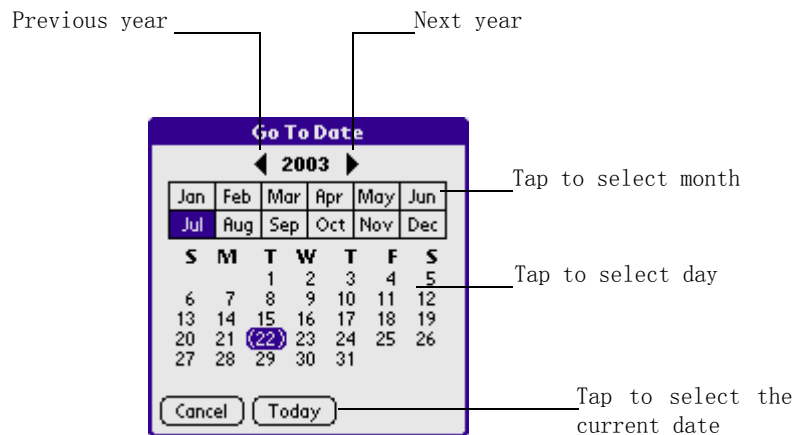 Previous year
Next year
Go To Date
2003
Tap to select month
Jan Feb Mar Apr May Jun
Jul Aug Sep Oct Nov Dec
S M T W T F S
Tap to select day
1 2 3 4 5
6 7 8 9 10 11 12
13 14 15 16 17 18 19
20 21 (22) 23 24 25 26
27 28 29 30 31
Cancel Today
Tap to select the
current date